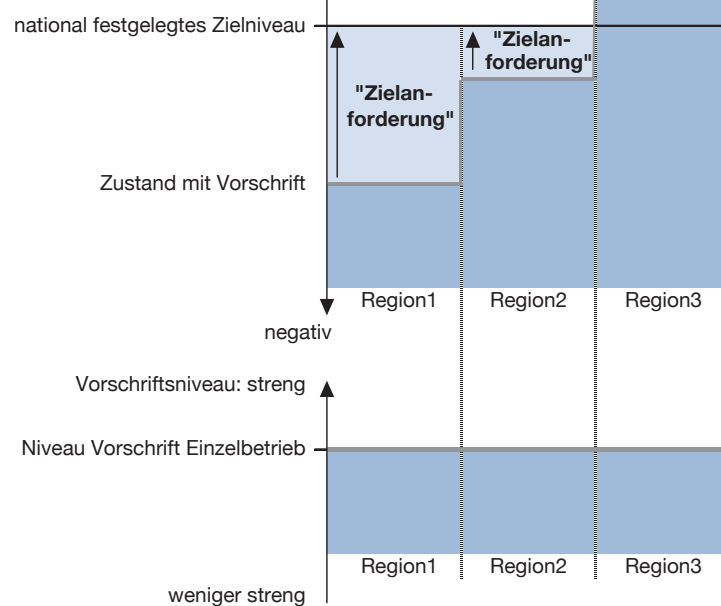 national festgelegtes Zielniveau
"Zielan-
forderung"
"Zielan-
forderung"
Zustand mit Vorschrift
Region1
Region2
Region3
negativ
Vorschriftsniveau: streng
Niveau Vorschrift Einzelbetrieb
Region1
Region2
Region3
weniger streng